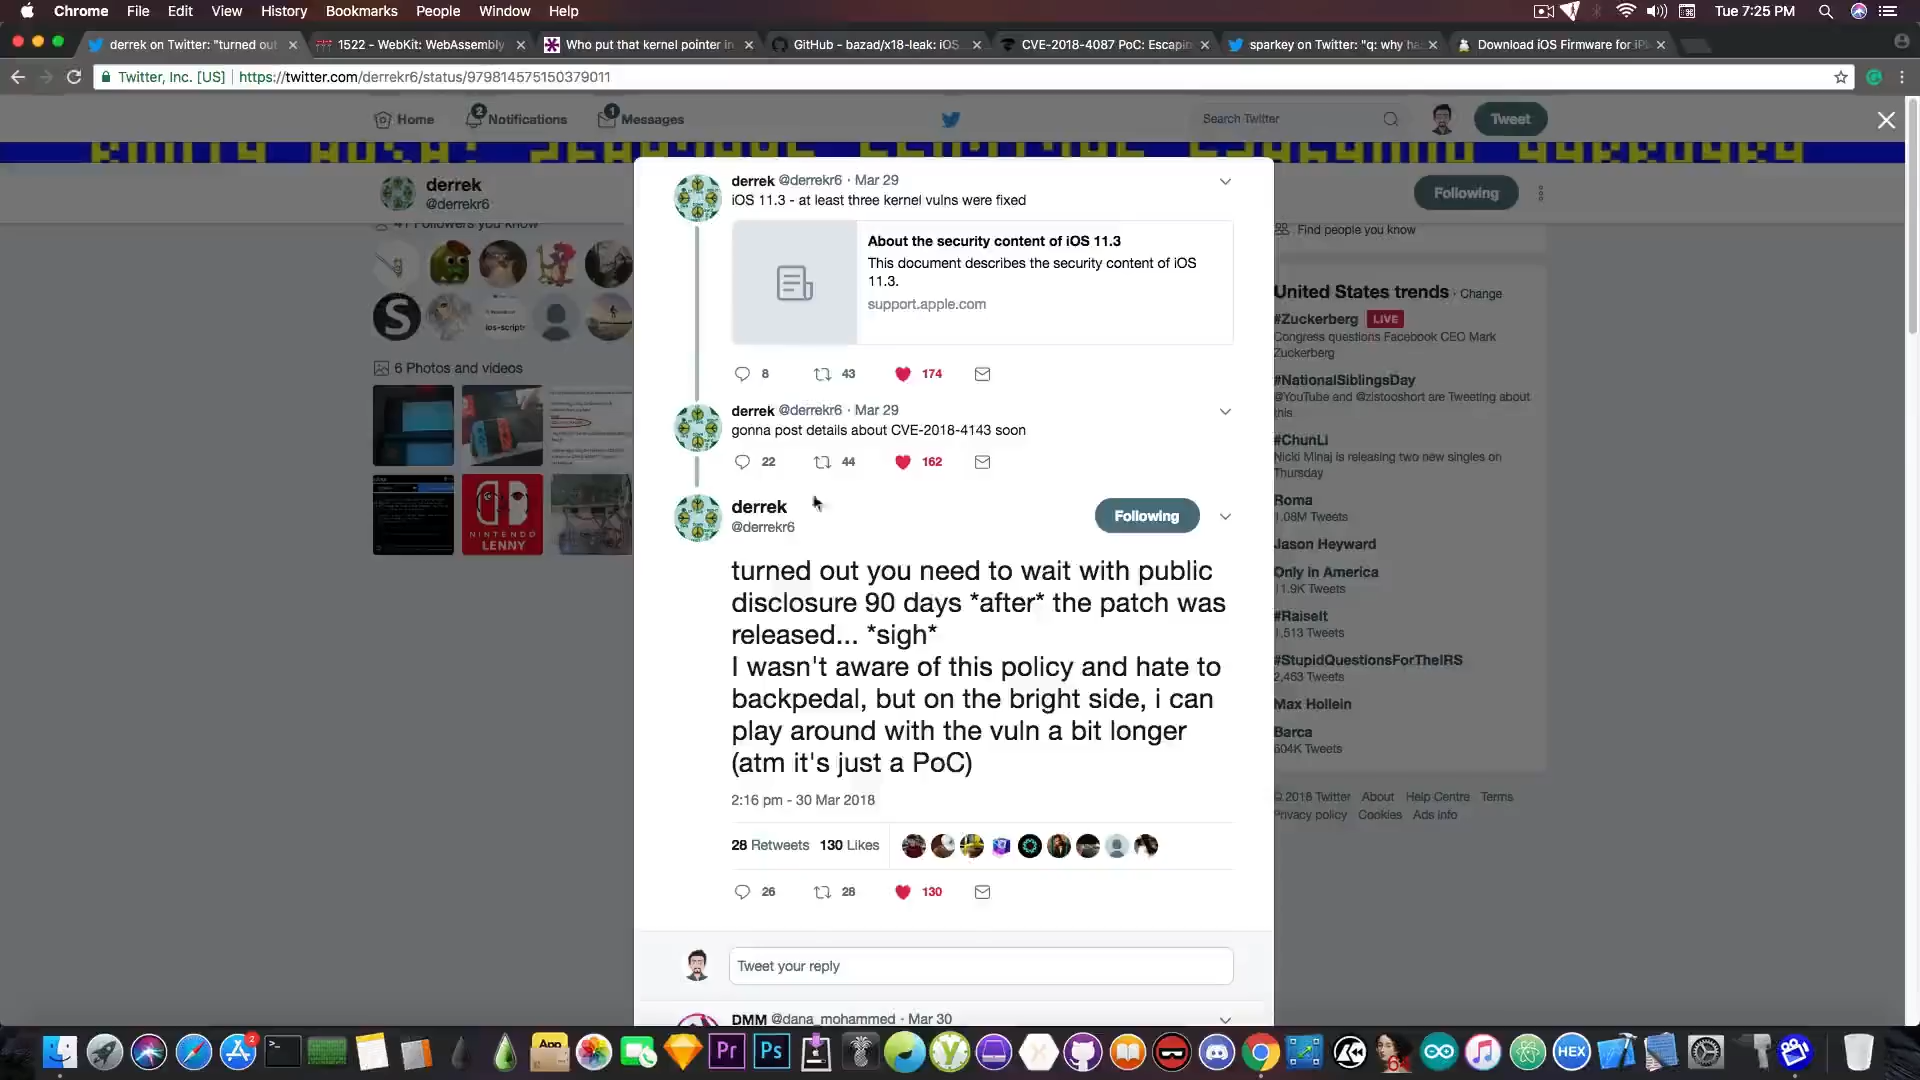 Chrome File Edit View History Bookmarks People Window Help Tue 7:25 PM
derrek on Twitter: "turned out
1522 - WebKit: WebAssembly
Who put that kernel pointer in
GitHub - bazad/x18-leak: iOS
CVE-2018-4087 PoC: Escaping
sparkey on Twitter: "q: why ha
Download iOS Firmware for iP
Twitter, Inc. [US] https://twitter.com/derrekr6/status/979814575150379011
Home 2 Notifications 1 Messages Search Twitter Tweet
derrek
@derrekr6
Following
41 Followers you know
S
ios-scripts
6 Photos and videos
NINTENDO
LENNY
derrek @derrekr6 · Mar 29
iOS 11.3 - at least three kernel vulns were fixed
About the security content of iOS 11.3
This document describes the security content of iOS
11.3.
support.apple.com
8 43 174
derrek @derrekr6 · Mar 29
gonna post details about CVE-2018-4143 soon
22 44 162
derrek
@derrekr6
Following
turned out you need to wait with public
disclosure 90 days *after* the patch was
released... *sigh*
I wasn't aware of this policy and hate to
backpedal, but on the bright side, i can
play around with the vuln a bit longer
(atm it's just a PoC)
2:16 pm - 30 Mar 2018
28 Retweets 130 Likes
26 28 130
Tweet your reply
DMM @dana_mohammed · Mar 30
Find people you know
United States trends · Change
#Zuckerberg LIVE
Congress questions Facebook CEO Mark
Zuckerberg
#NationalSiblingsDay
@YouTube and @zistooshort are Tweeting about
this
#ChunLi
Nicki Minaj is releasing two new singles on
Thursday
Roma
1.08M Tweets
Jason Heyward
Only in America
11.9K Tweets
#RaiseIt
1,513 Tweets
#StupidQuestionsForTheIRS
2,463 Tweets
Max Hollein
Barca
504K Tweets
© 2018 Twitter About Help Centre Terms
Privacy policy Cookies Ads info
2
App
Pr
Ps
HEX